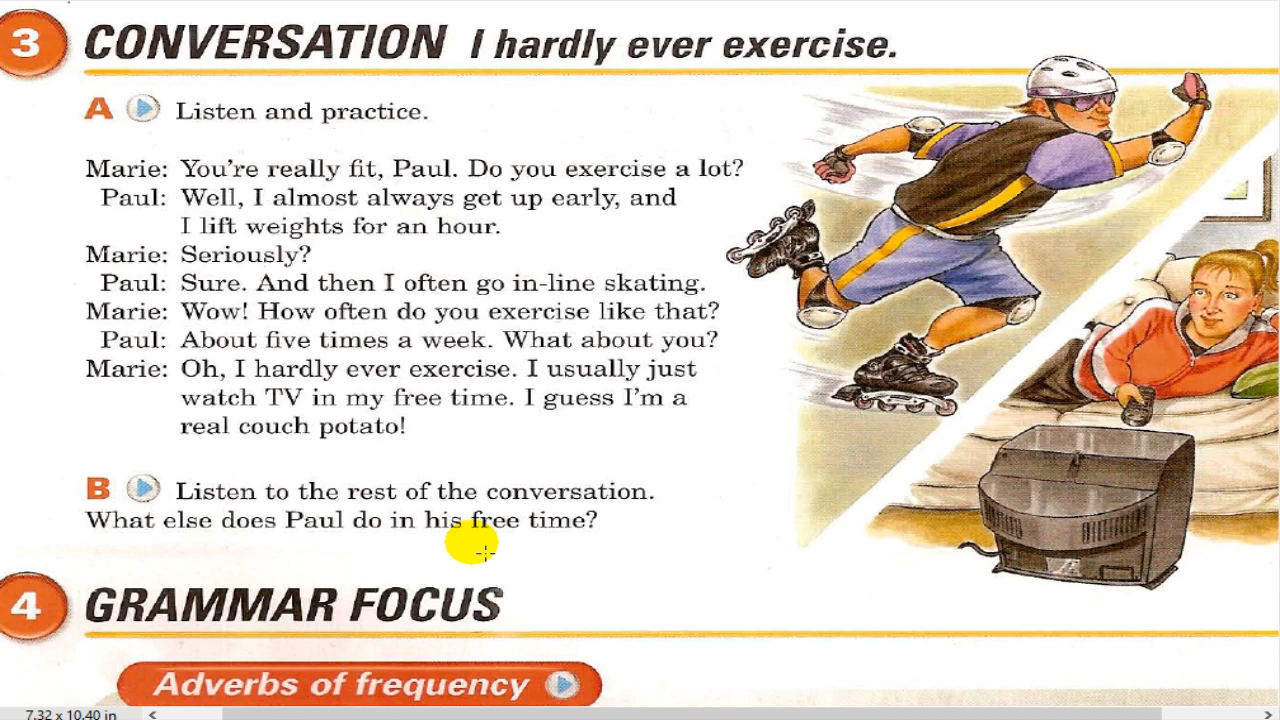 3 CONVERSATION I hardly ever exercise.
A Listen and practice.
Marie: You're really fit, Paul. Do you exercise a lot?
Paul: Well, I almost always get up early, and
I lift weights for an hour.
Marie: Seriously?
Paul: Sure. And then I often go in-line skating.
Marie: Wow! How often do you exercise like that?
Paul: About five times a week. What about you?
Marie: Oh, I hardly ever exercise. I usually just
watch TV in my free time. I guess I'm a
real couch potato!
B Listen to the rest of the conversation.
What else does Paul do in his free time?
4 GRAMMAR FOCUS
Adverbs of frequency
7.32 x 10.40 in